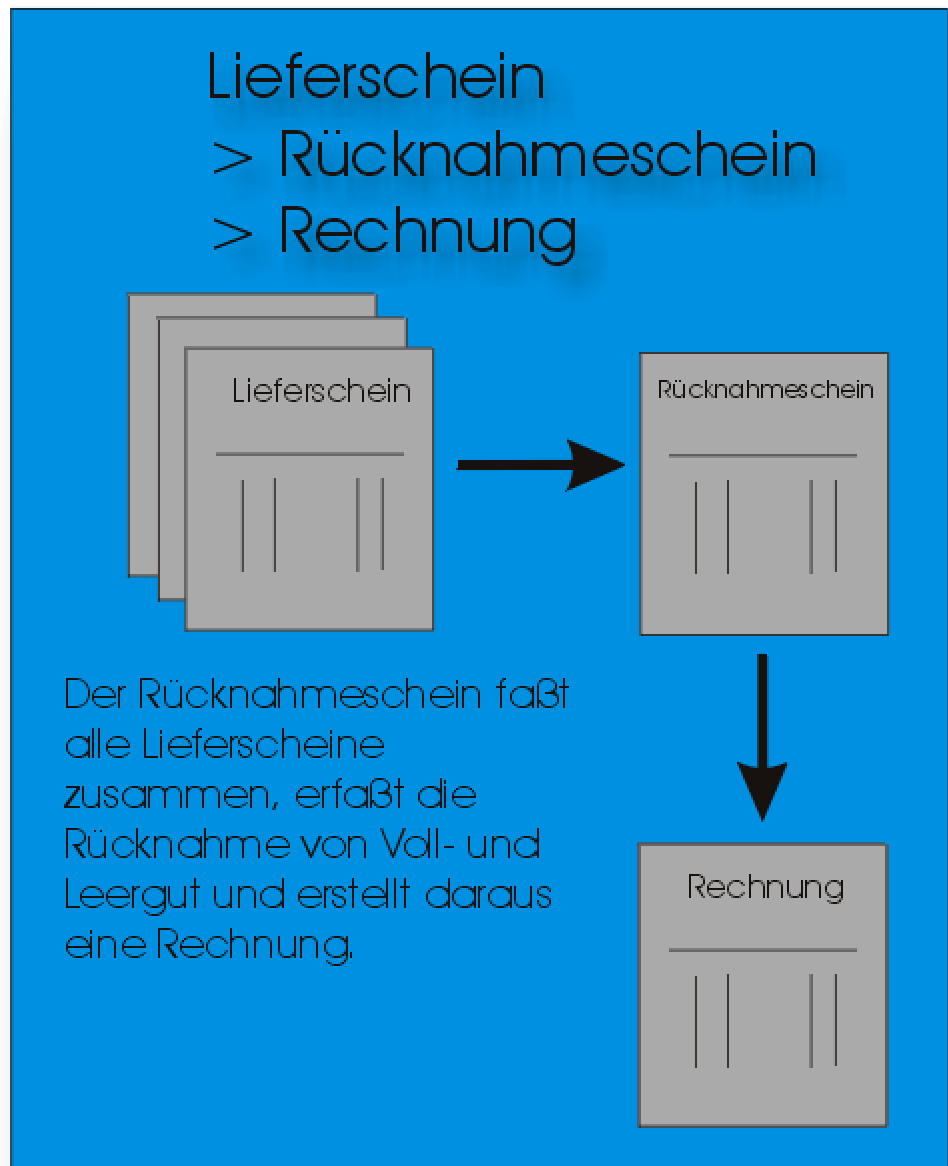 Lieferschein
> Rücknahmeschein
> Rechnung
Lieferschein
Rücknahmeschein
Der Rücknahmeschein faßt
alle Lieferscheine
zusammen, erfaßt die
Rücknahme von Voll- und
Leergut und erstellt daraus
eine Rechnung.
Rechnung